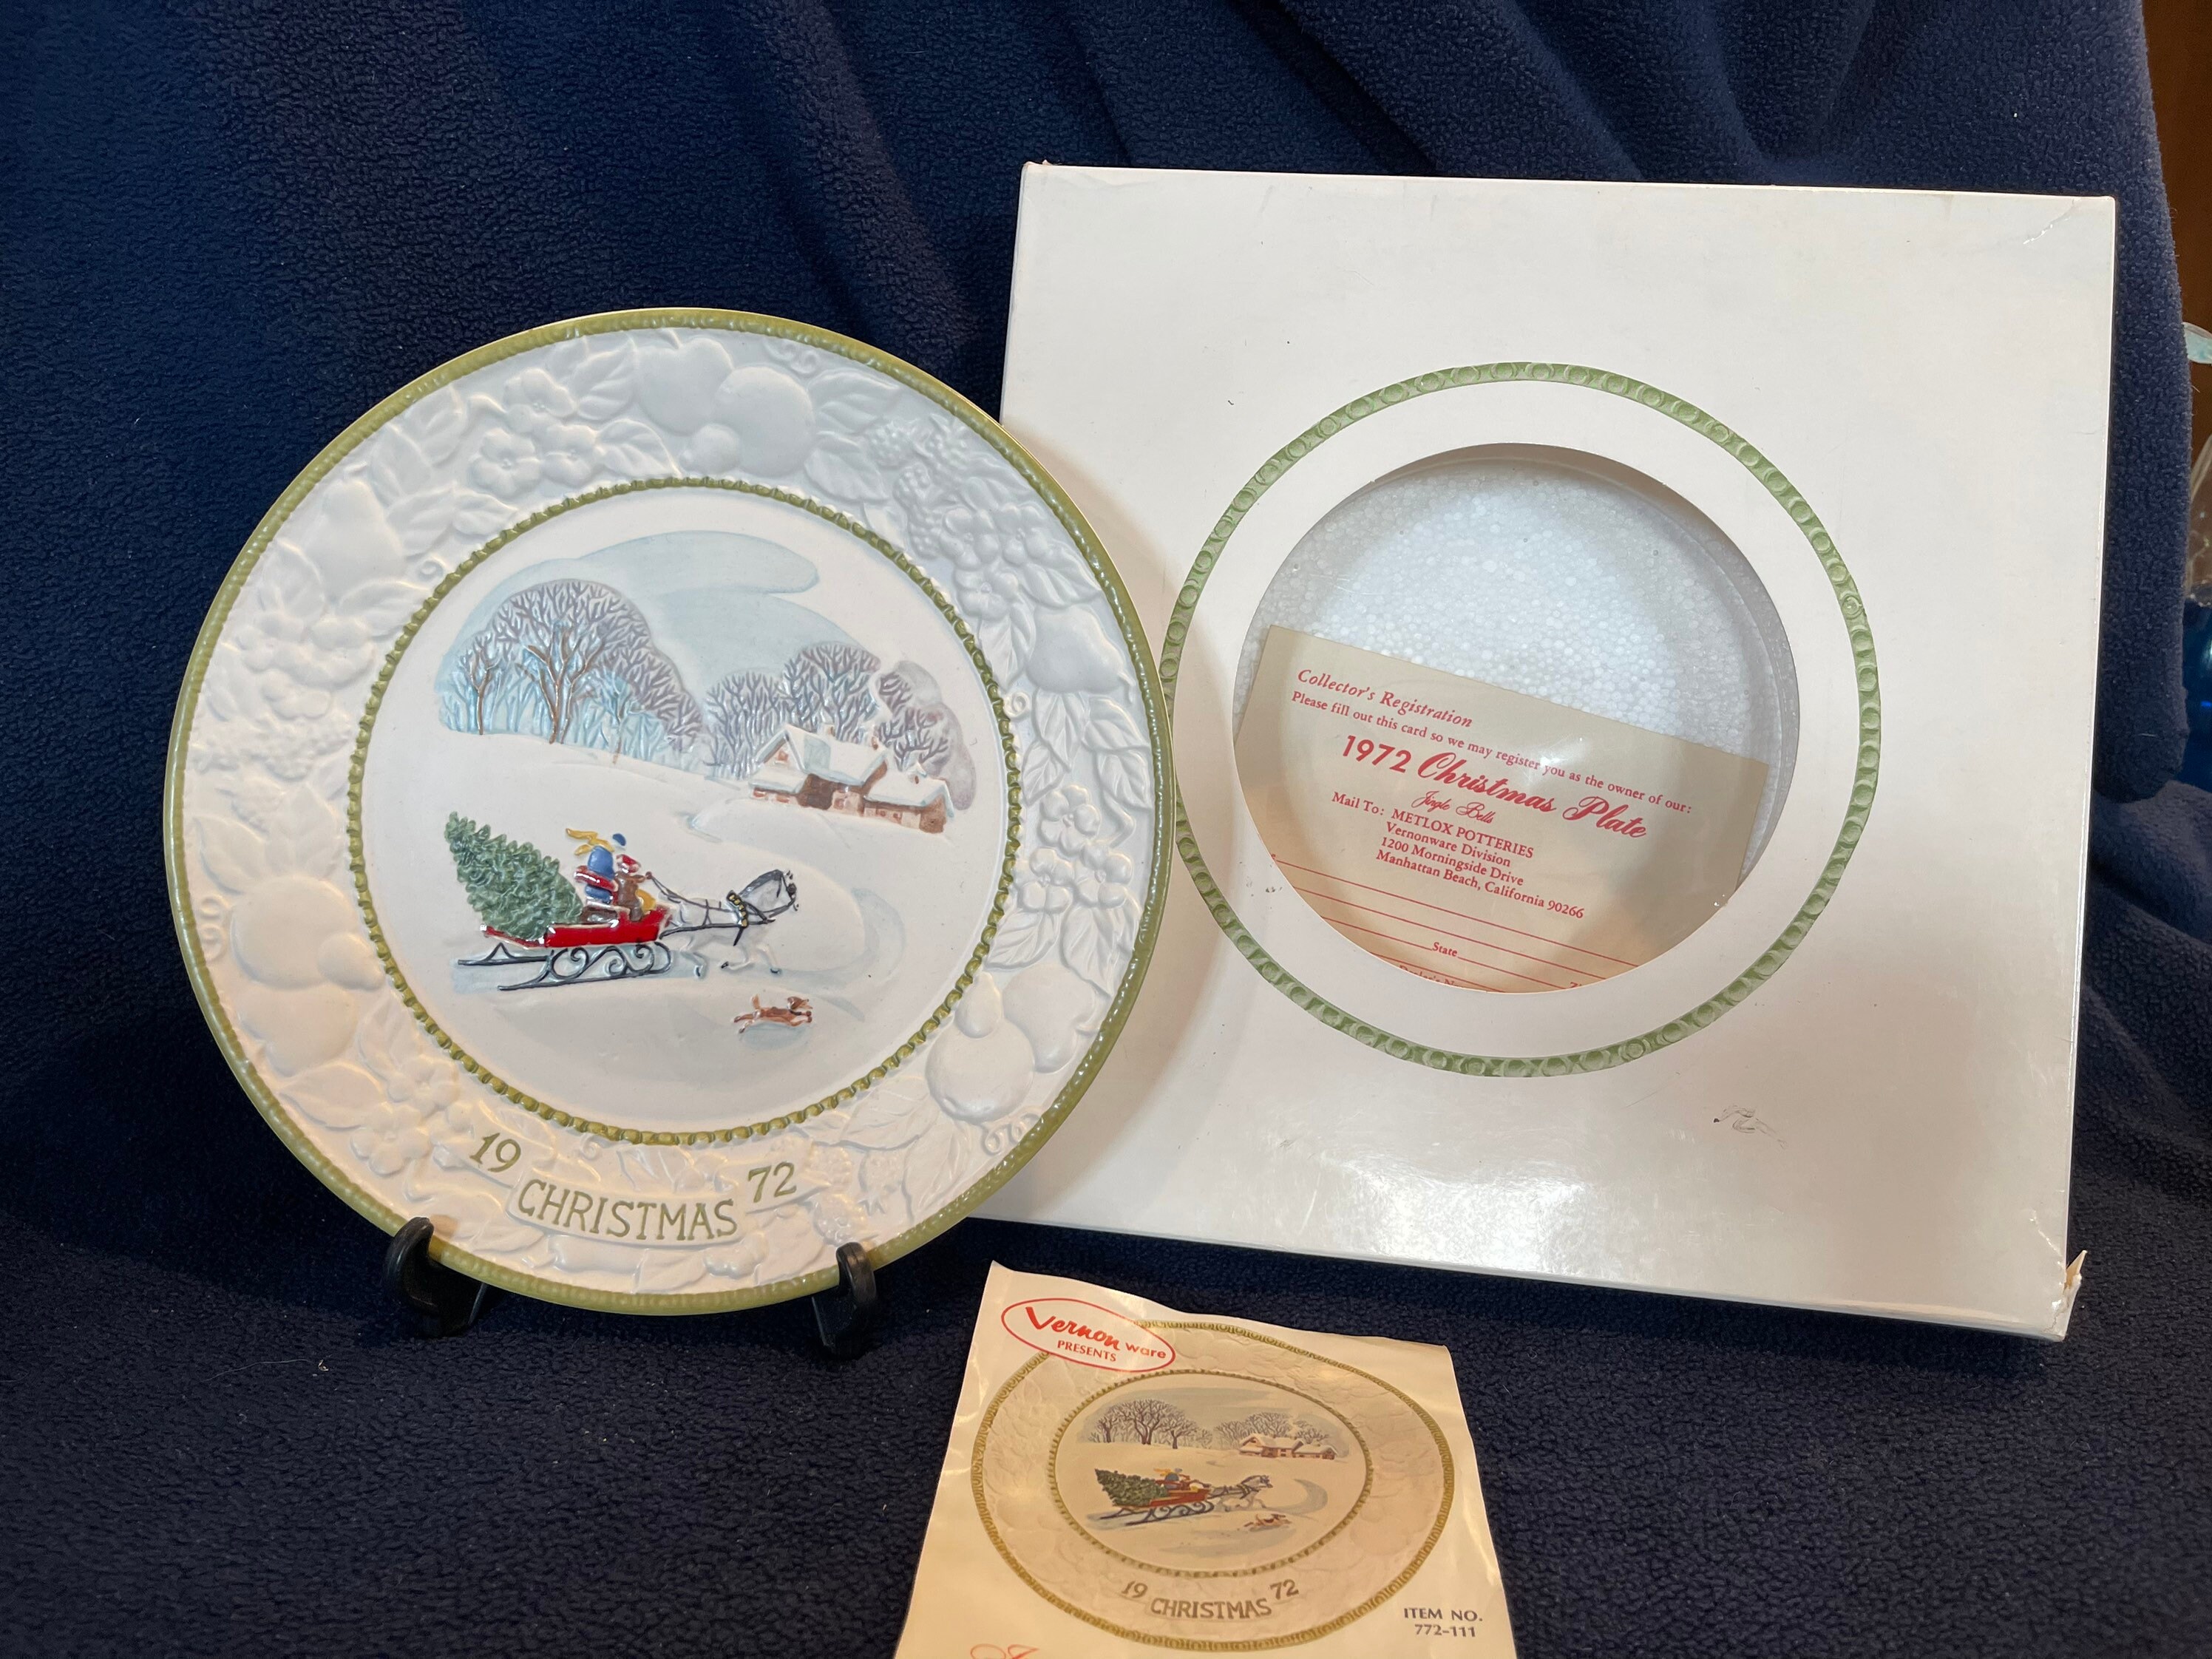 19 72
CHRISTMAS
Collector's Registration
Please fill out this card so we may register you as the owner of our:
1972 Christmas Plate
Jingle Bells
Mail To: METLOX POTTERIES
Vernonware Division
1200 Morningside Drive
Manhattan Beach, California 90266
State
Vernon ware
PRESENTS
19 72
CHRISTMAS
ITEM NO.
772-111